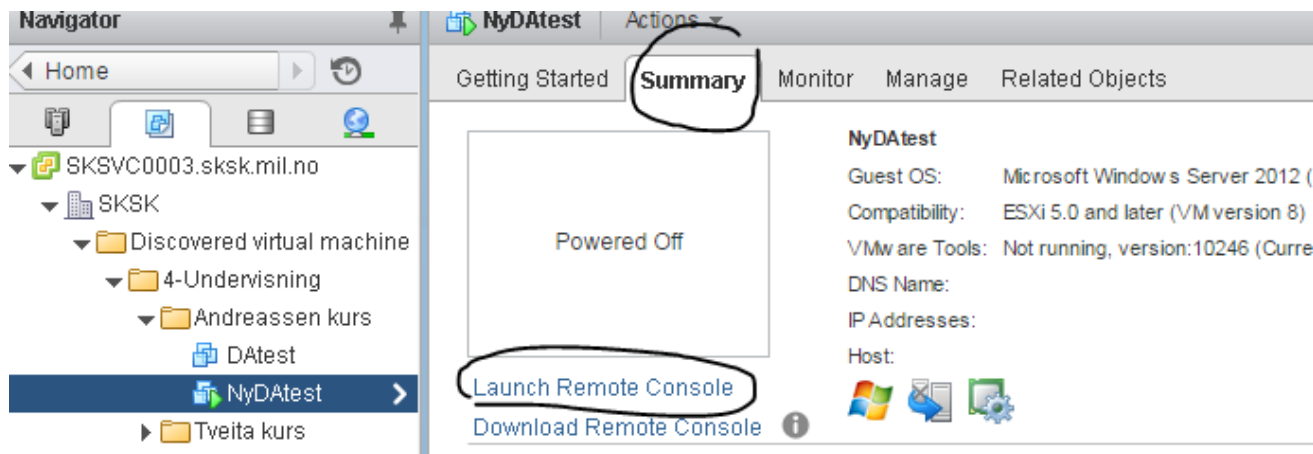 Navigator
Home
SKSVC0003.sksk.mil.no
SKSK
Discovered virtual machine
4-Undervisning
Andreassen kurs
DAtest
NyDAtest
Tveita kurs
NyDAtest Actions
Getting Started Summary Monitor Manage Related Objects
Powered Off
Launch Remote Console
Download Remote Console
NyDAtest
Guest OS: Microsoft Windows Server 2012 (
Compatibility: ESXi 5.0 and later (VM version 8)
VMware Tools: Not running, version:10246 (Curre
DNS Name:
IP Addresses:
Host: